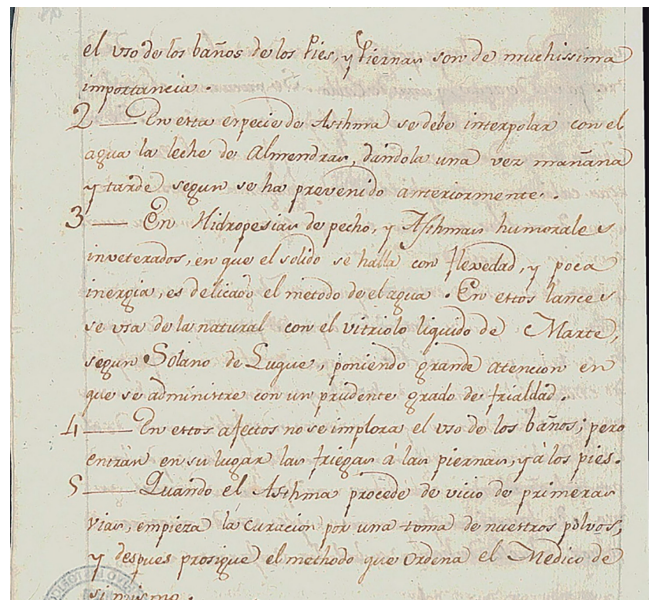 el uso de los baños de los Pies, y Piernas son de muchissima
importancia.
2 — En esta especie de Asthma se debe interpolar con el
agua la leche de Almendras, dandola una vez mañana
y tarde segun se ha prevenido anteriormente.
3 — En Hidropesias de pecho, y Asthmas humorales
inveterados, en que el solido se halla con flexedad, y poca
inergia, es delicado el metodo de el agua. En estos lances
se usa de la natural con el vitriolo liquido de Marte,
segun Solano de Luque, poniendo grande atencion en
que se administre con un prudente grado de frialdad.
4 — En estos afectos no se implora el uso de los baños; pero
entran en su lugar las friegas á las piernas, y á los pies.
5 — Quando el Asthma procede de vicio de primeras
vias, empieza la curacion por una toma de nuestros polvos,
y despues prosigue el methodo que ordena el Medico de
si mismo.